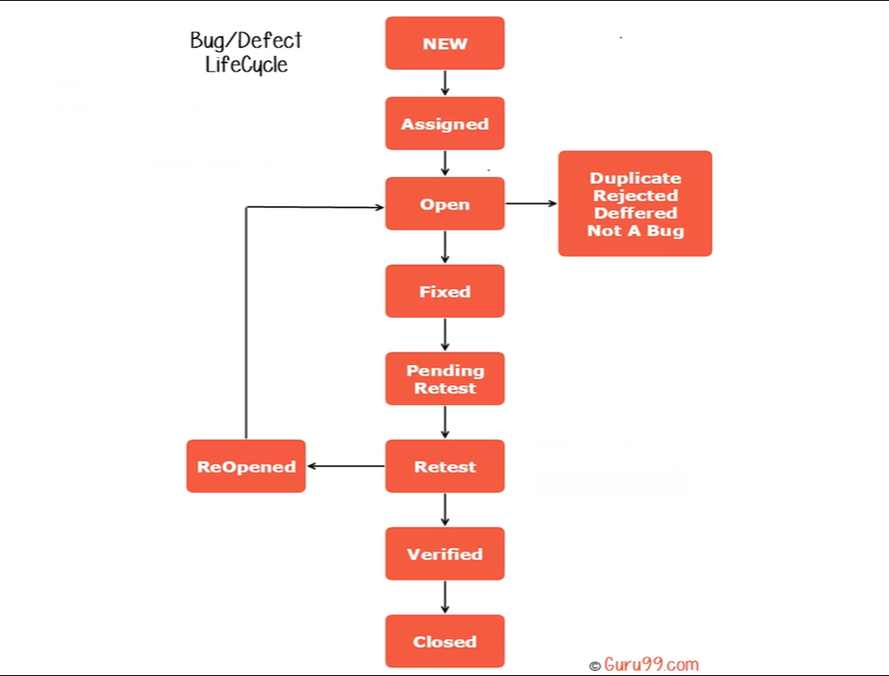 Bug/Defect
LifeCycle
NEW
Assigned
Open
Duplicate
Rejected
Deffered
Not A Bug
Fixed
Pending
Retest
ReOpened
Retest
Verified
Closed
© Guru99.com